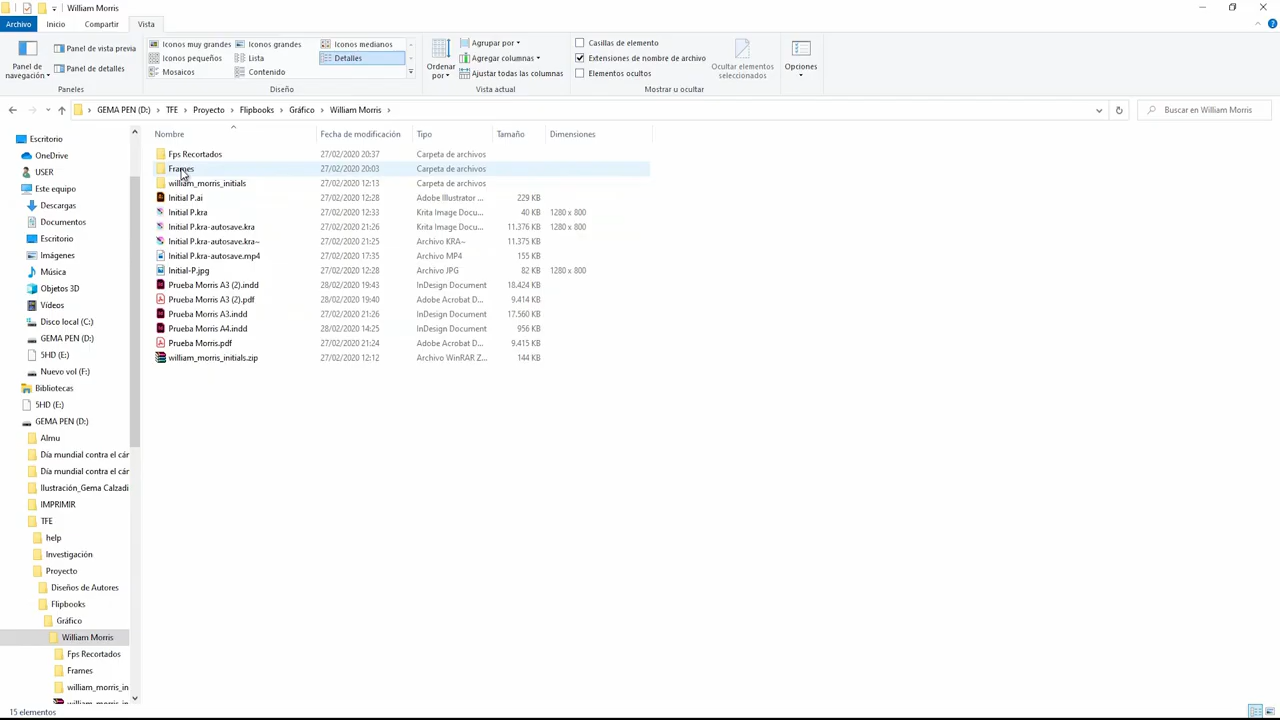 William Morris
Archivo Inicio Compartir Vista
Panel de navegación
Panel de vista previa
Panel de detalles
Paneles
Iconos muy grandes Iconos grandes Iconos medianos
Iconos pequeños Lista Detalles
Mosaicos Contenido
Diseño
Ordenar por
Agrupar por
Agregar columnas
Ajustar todas las columnas
Vista actual
Casillas de elemento
Extensiones de nombre de archivo
Elementos ocultos
Ocultar elementos seleccionados
Mostrar u ocultar
Opciones
GEMA PEN (D:) > TFE > Proyecto > Flipbooks > Gráfico > William Morris >
Buscar en William Morris
Nombre Fecha de modificación Tipo Tamaño Dimensiones
Fps Recortados 27/02/2020 20:37 Carpeta de archivos
Frames 27/02/2020 20:03 Carpeta de archivos
william_morris_initials 27/02/2020 12:13 Carpeta de archivos
Initial P.ai 27/02/2020 12:28 Adobe Illustrator ... 229 KB
Initial P.kra 27/02/2020 12:33 Krita Image Docu... 40 KB 1280 x 800
Initial P.kra-autosave.kra 27/02/2020 21:26 Krita Image Docu... 11.376 KB 1280 x 800
Initial P.kra-autosave.kra~ 27/02/2020 21:25 Archivo KRA~ 11.375 KB
Initial P.kra-autosave.mp4 27/02/2020 17:35 Archivo MP4 155 KB
Initial-P.jpg 27/02/2020 12:28 Archivo JPG 82 KB 1280 x 800
Prueba Morris A3 (2).indd 28/02/2020 19:43 InDesign Document 18.424 KB
Prueba Morris A3 (2).pdf 28/02/2020 19:40 Adobe Acrobat D... 9.414 KB
Prueba Morris A3.indd 27/02/2020 21:26 InDesign Document 17.560 KB
Prueba Morris A4.indd 28/02/2020 14:25 InDesign Document 956 KB
Prueba Morris.pdf 27/02/2020 21:24 Adobe Acrobat D... 9.415 KB
william_morris_initials.zip 27/02/2020 12:12 Archivo WinRAR Z... 144 KB
Escritorio
OneDrive
USER
Este equipo
Descargas
Documentos
Escritorio
Imágenes
Música
Objetos 3D
Vídeos
Disco local (C:)
GEMA PEN (D:)
5HD (E:)
Nuevo vol (F:)
Bibliotecas
5HD (E:)
GEMA PEN (D:)
Almu
Día mundial contra el cár
Día mundial contra el cár
Ilustración_Gema Calzadi
IMPRIMIR
TFE
help
Investigación
Proyecto
Diseños de Autores
Flipbooks
Gráfico
William Morris
Fps Recortados
Frames
william_morris_in
15 elementos